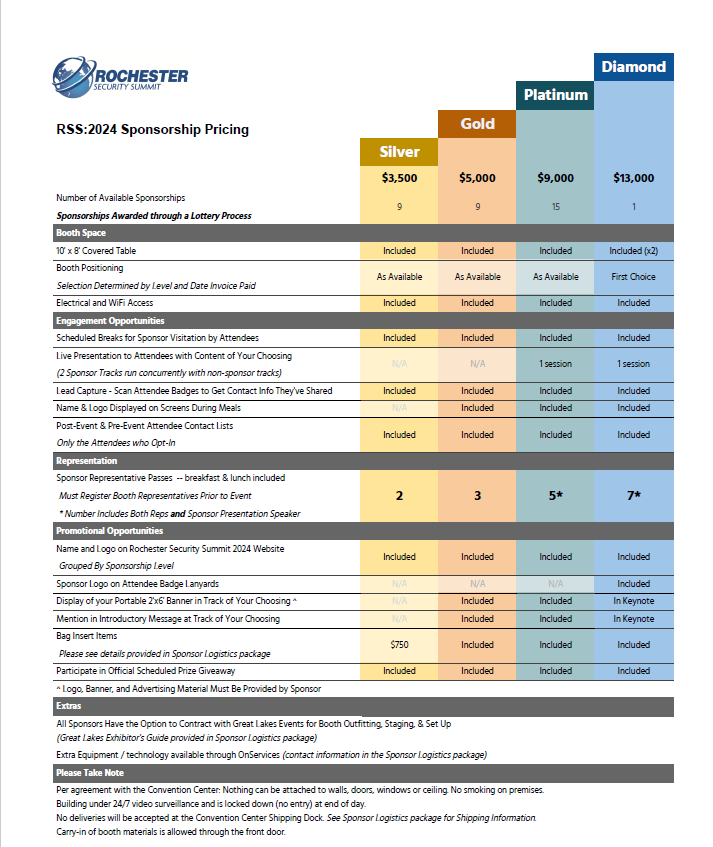 ROCHESTER
SECURITY SUMMIT
Diamond
Platinum
RSS:2024 Sponsorship Pricing
Gold
Silver
$3,500 $5,000 $9,000 $13,000
Number of Available Sponsorships
9 9 15 1
Sponsorships Awarded through a Lottery Process
Booth Space
10' x 8' Covered Table Included Included Included Included (x2)
Booth Positioning
As Available As Available As Available First Choice
Selection Determined by Level and Date Invoice Paid
Electrical and WiFi Access Included Included Included Included
Engagement Opportunities
Scheduled Breaks for Sponsor Visitation by Attendees Included Included Included Included
Live Presentation to Attendees with Content of Your Choosing
N/A N/A 1 session 1 session
(2 Sponsor Tracks run concurrently with non-sponsor tracks)
Lead Capture - Scan Attendee Badges to Get Contact Info They've Shared Included Included Included Included
Name & Logo Displayed on Screens During Meals N/A Included Included Included
Post-Event & Pre-Event Attendee Contact Lists
Included Included Included Included
Only the Attendees who Opt-In
Representation
Sponsor Representative Passes -- breakfast & lunch included
Must Register Booth Representatives Prior to Event 2 3 5* 7*
* Number Includes Both Reps and Sponsor Presentation Speaker
Promotional Opportunities
Name and Logo on Rochester Security Summit 2024 Website
Included Included Included Included
Grouped By Sponsorship Level
Sponsor Logo on Attendee Badge Lanyards N/A N/A N/A Included
Display of your Portable 2'x6' Banner in Track of Your Choosing ^ N/A Included Included In Keynote
Mention in Introductory Message at Track of Your Choosing N/A Included Included In Keynote
Bag Insert Items
$750 Included Included Included
Please see details provided in Sponsor Logistics package
Participate in Official Scheduled Prize Giveaway Included Included Included Included
^ Logo, Banner, and Advertising Material Must Be Provided by Sponsor
Extras
All Sponsors Have the Option to Contract with Great Lakes Events for Booth Outfitting, Staging, & Set Up
(Great Lakes Exhibitor's Guide provided in Sponsor Logistics package)
Extra Equipment / technology available through OnServices (contact information in the Sponsor Logistics package)
Please Take Note
Per agreement with the Convention Center: Nothing can be attached to walls, doors, windows or ceiling. No smoking on premises.
Building under 24/7 video surveillance and is locked down (no entry) at end of day.
No deliveries will be accepted at the Convention Center Shipping Dock. See Sponsor Logistics package for Shipping Information.
Carry-in of booth materials is allowed through the front door.